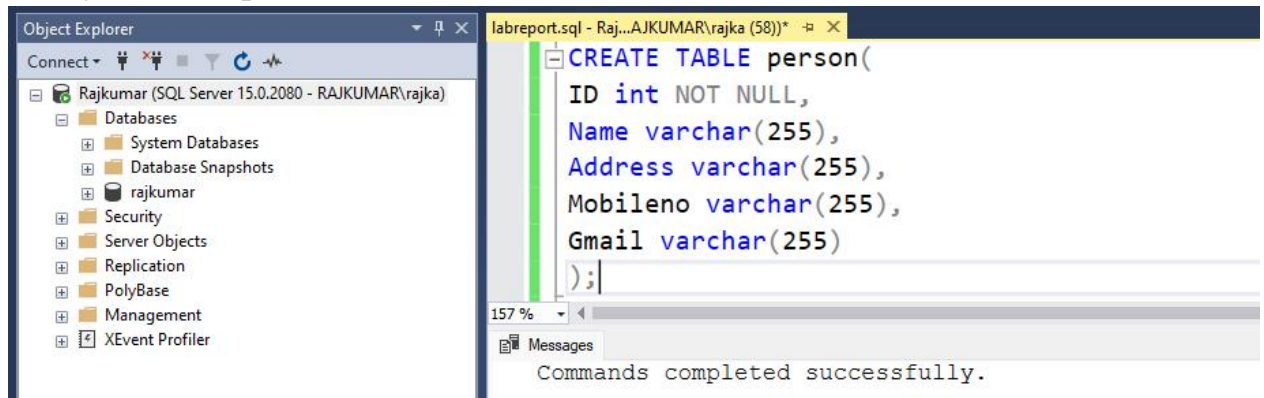 Object Explorer
Connect
Rajkumar (SQL Server 15.0.2080 - RAJKUMAR\rajka)
Databases
System Databases
Database Snapshots
rajkumar
Security
Server Objects
Replication
PolyBase
Management
XEvent Profiler
labreport.sql - Raj...AJKUMAR\rajka (58))*
CREATE TABLE person(
ID int NOT NULL,
Name varchar(255),
Address varchar(255),
Mobileno varchar(255),
Gmail varchar(255)
);
157 %
Messages
Commands completed successfully.